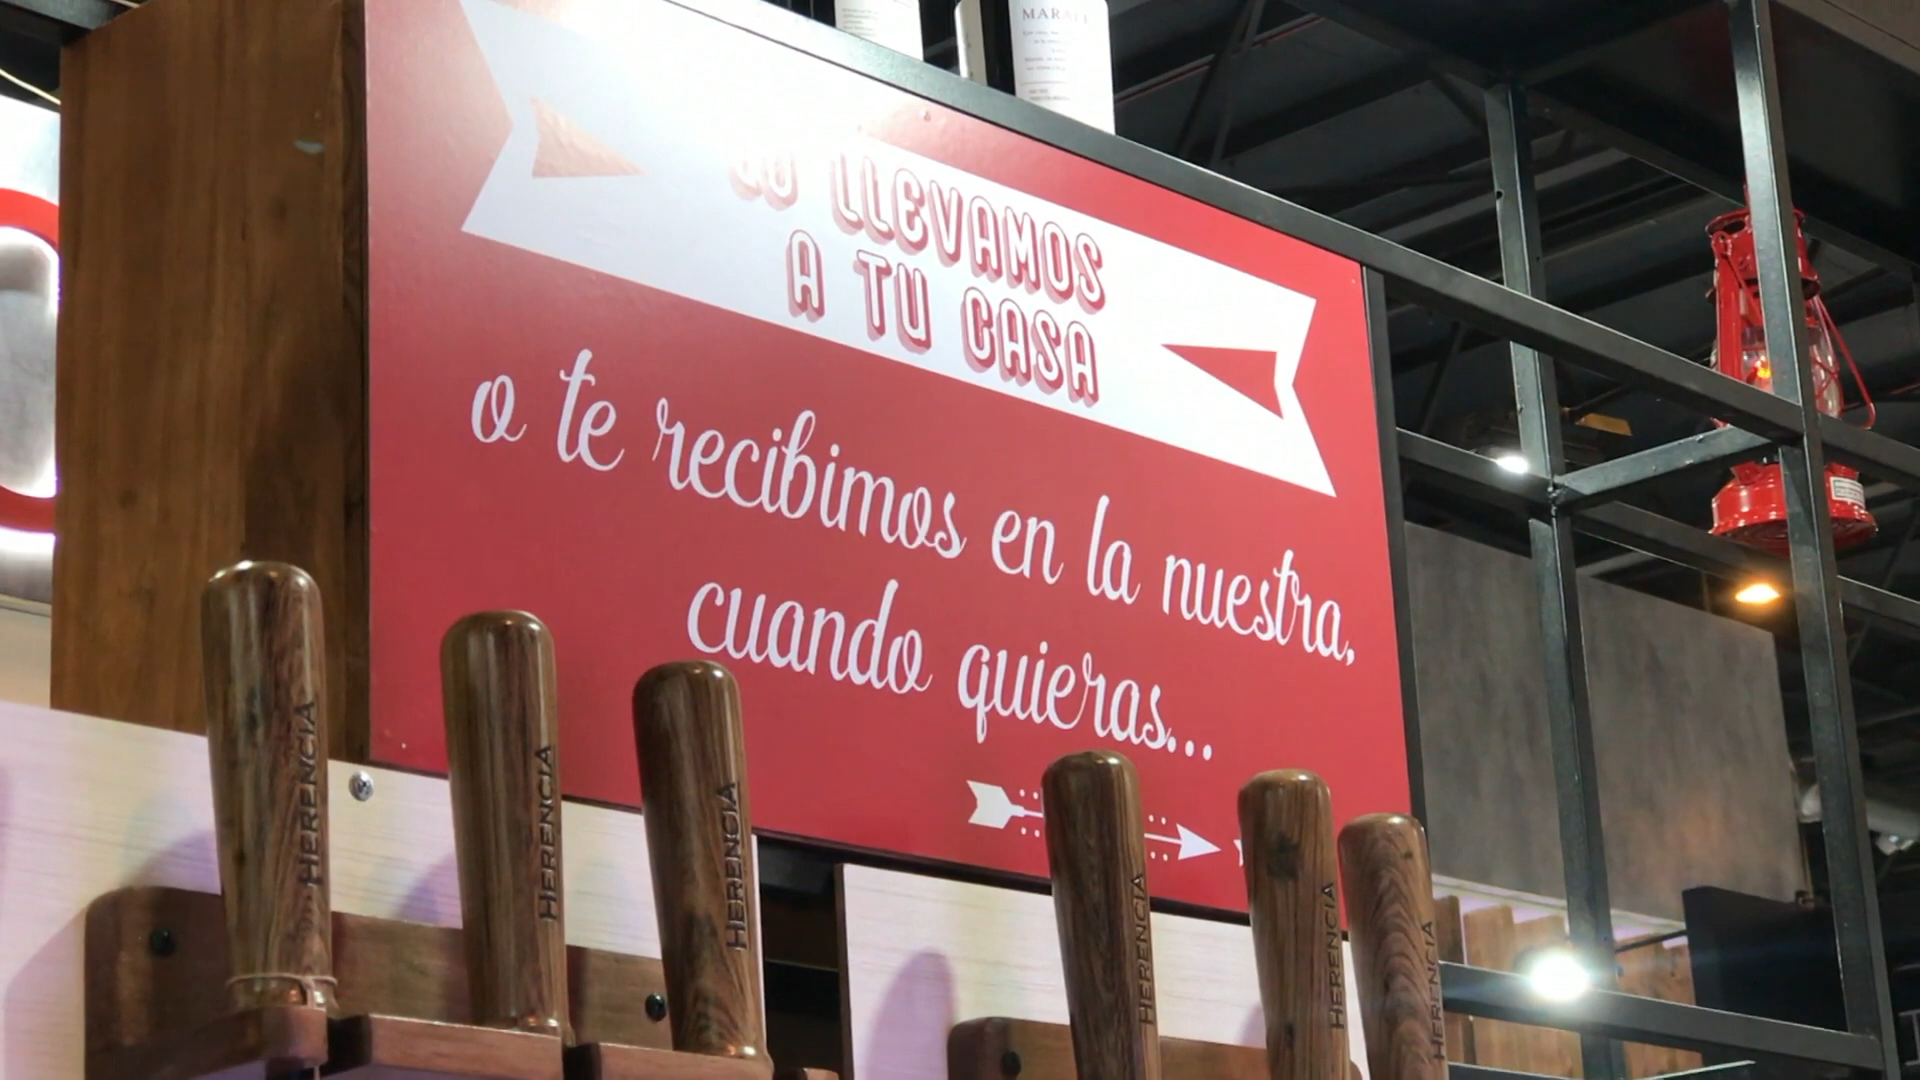 LLEVAMOS
A TU CASA
o te recibimos en la nuestra,
cuando quieras...
HERENCIA
HERENCIA
HERENCIA
HERENCIA
HERENCIA
HERENCIA